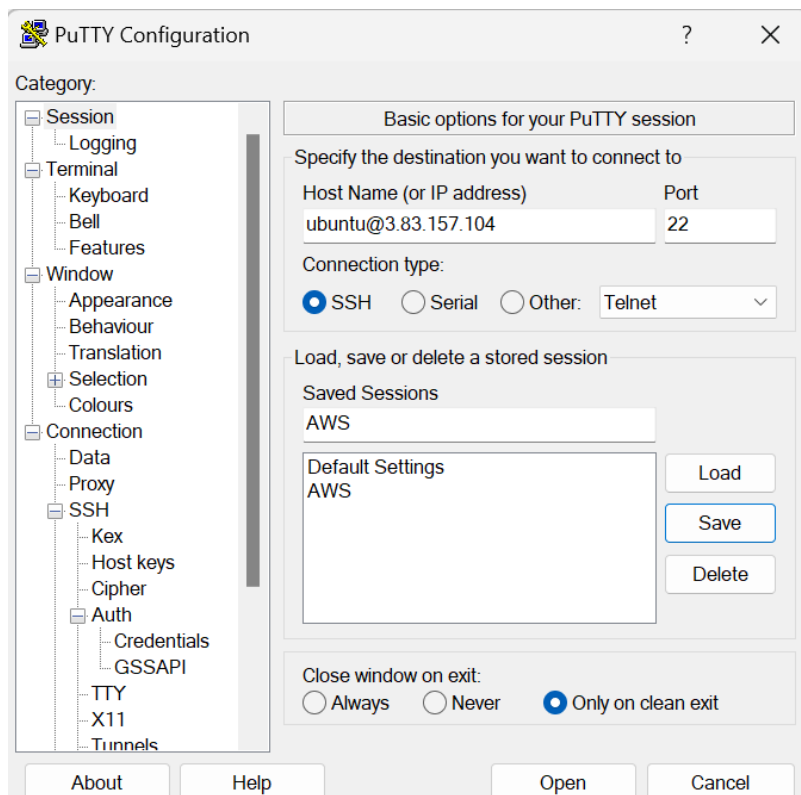 PuTTY Configuration ?
Category:
Session
Logging
Terminal
Keyboard
Bell
Features
Window
Appearance
Behaviour
Translation
Selection
Colours
Connection
Data
Proxy
SSH
Kex
Host keys
Cipher
Auth
Credentials
GSSAPI
TTY
X11
Tunnels
Basic options for your PuTTY session
Specify the destination you want to connect to
Host Name (or IP address) Port
ubuntu@3.83.157.104 22
Connection type:
SSH Serial Other: Telnet
Load, save or delete a stored session
Saved Sessions
AWS
Default Settings
AWS
Load
Save
Delete
Close window on exit:
Always Never Only on clean exit
About Help Open Cancel